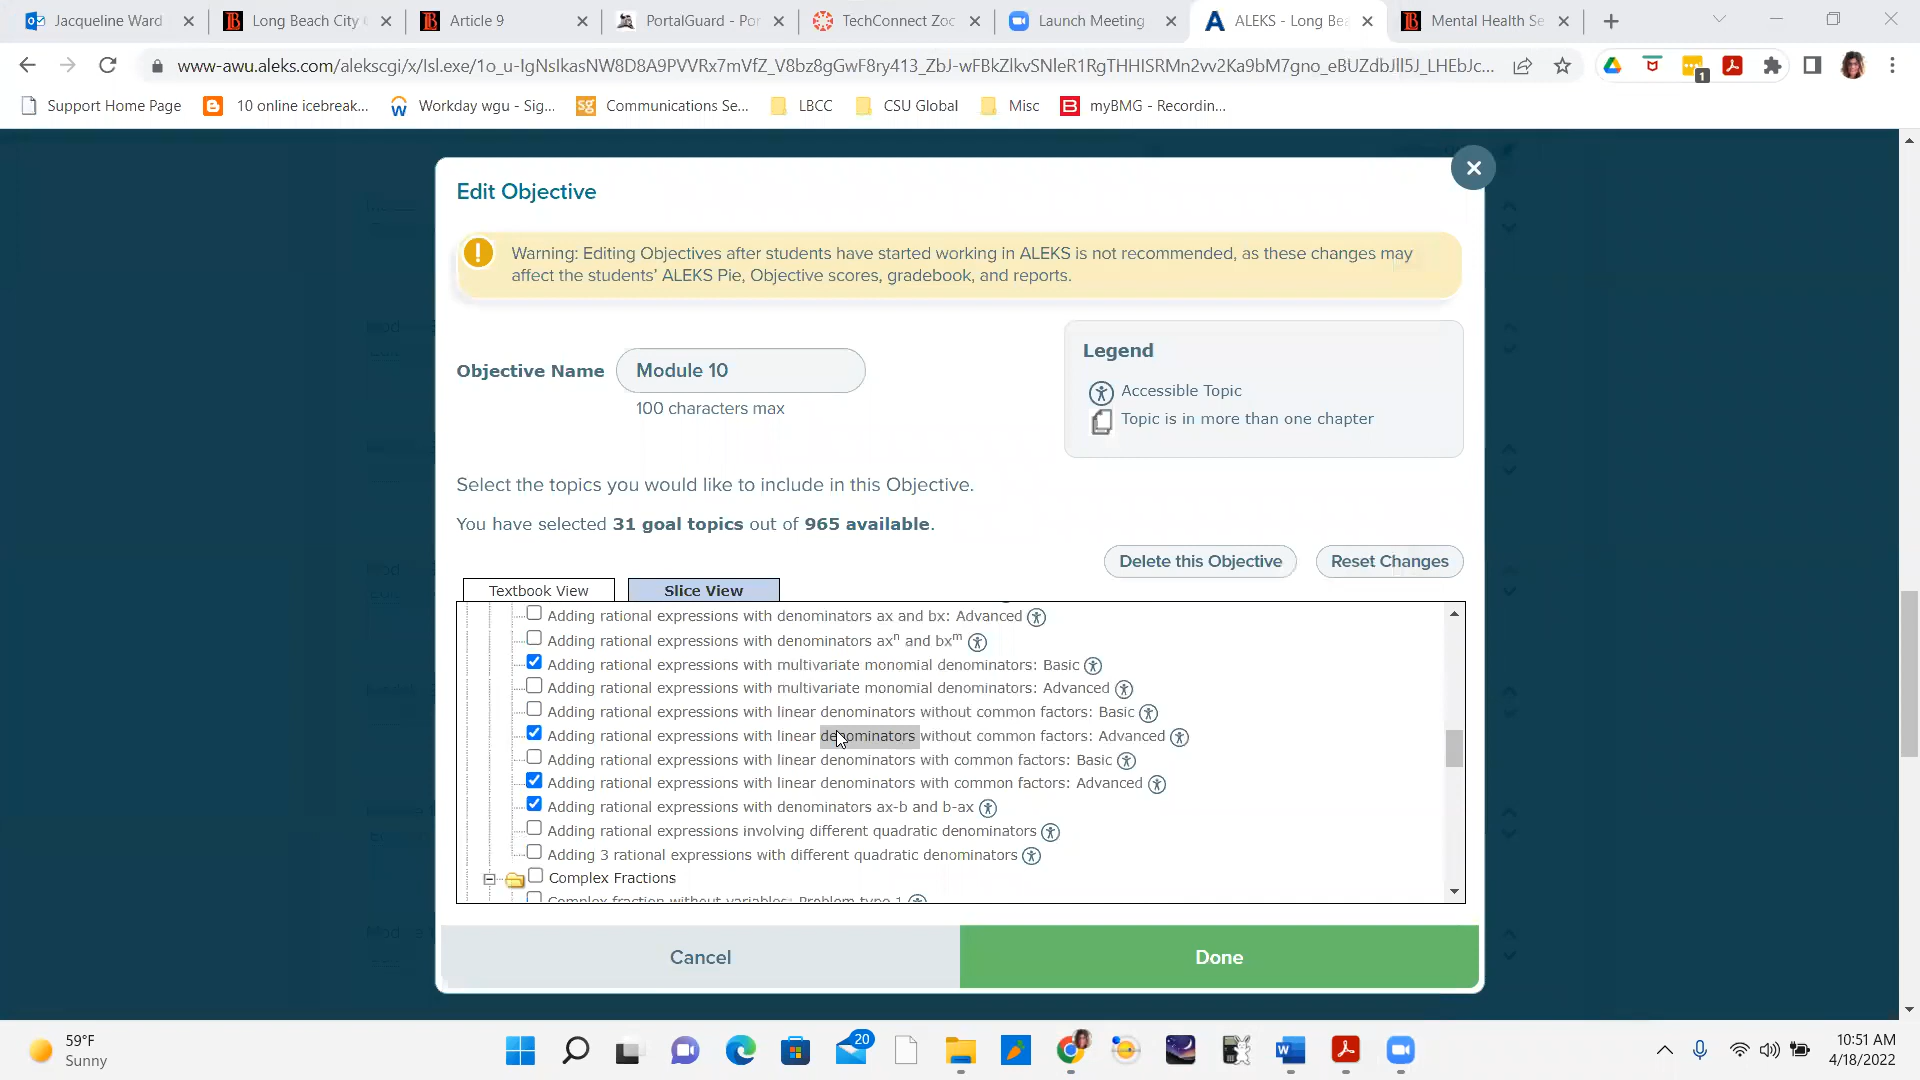 Jacqueline Ward
Long Beach City
Article 9
PortalGuard - Por
TechConnect Zoo
Launch Meeting
ALEKS - Long Bea
Mental Health Se
Support Home Page
10 online icebreak...
Workday wgu - Sig...
Communications Se...
LBCC
CSU Global
Misc
myBMG - Recordin...
Edit Objective
Warning: Editing Objectives after students have started working in ALEKS is not recommended, as these changes may
affect the students' ALEKS Pie, Objective scores, gradebook, and reports.
Objective Name
Module 10
100 characters max
Legend
Accessible Topic
Topic is in more than one chapter
Select the topics you would like to include in this Objective.
You have selected 31 goal topics out of 965 available.
Delete this Objective
Reset Changes
Textbook View
Slice View
Adding rational expressions with denominators ax and bx: Advanced
Adding rational expressions with denominators axⁿ and bxᵐ
Adding rational expressions with multivariate monomial denominators: Basic
Adding rational expressions with multivariate monomial denominators: Advanced
Adding rational expressions with linear denominators without common factors: Basic
Adding rational expressions with linear denominators without common factors: Advanced
Adding rational expressions with linear denominators with common factors: Basic
Adding rational expressions with linear denominators with common factors: Advanced
Adding rational expressions with denominators ax-b and b-ax
Adding rational expressions involving different quadratic denominators
Adding 3 rational expressions with different quadratic denominators
Complex Fractions
Complex fraction without variables: Problem type 1
Cancel
Done
59°F
Sunny
20
10:51 AM
4/18/2022